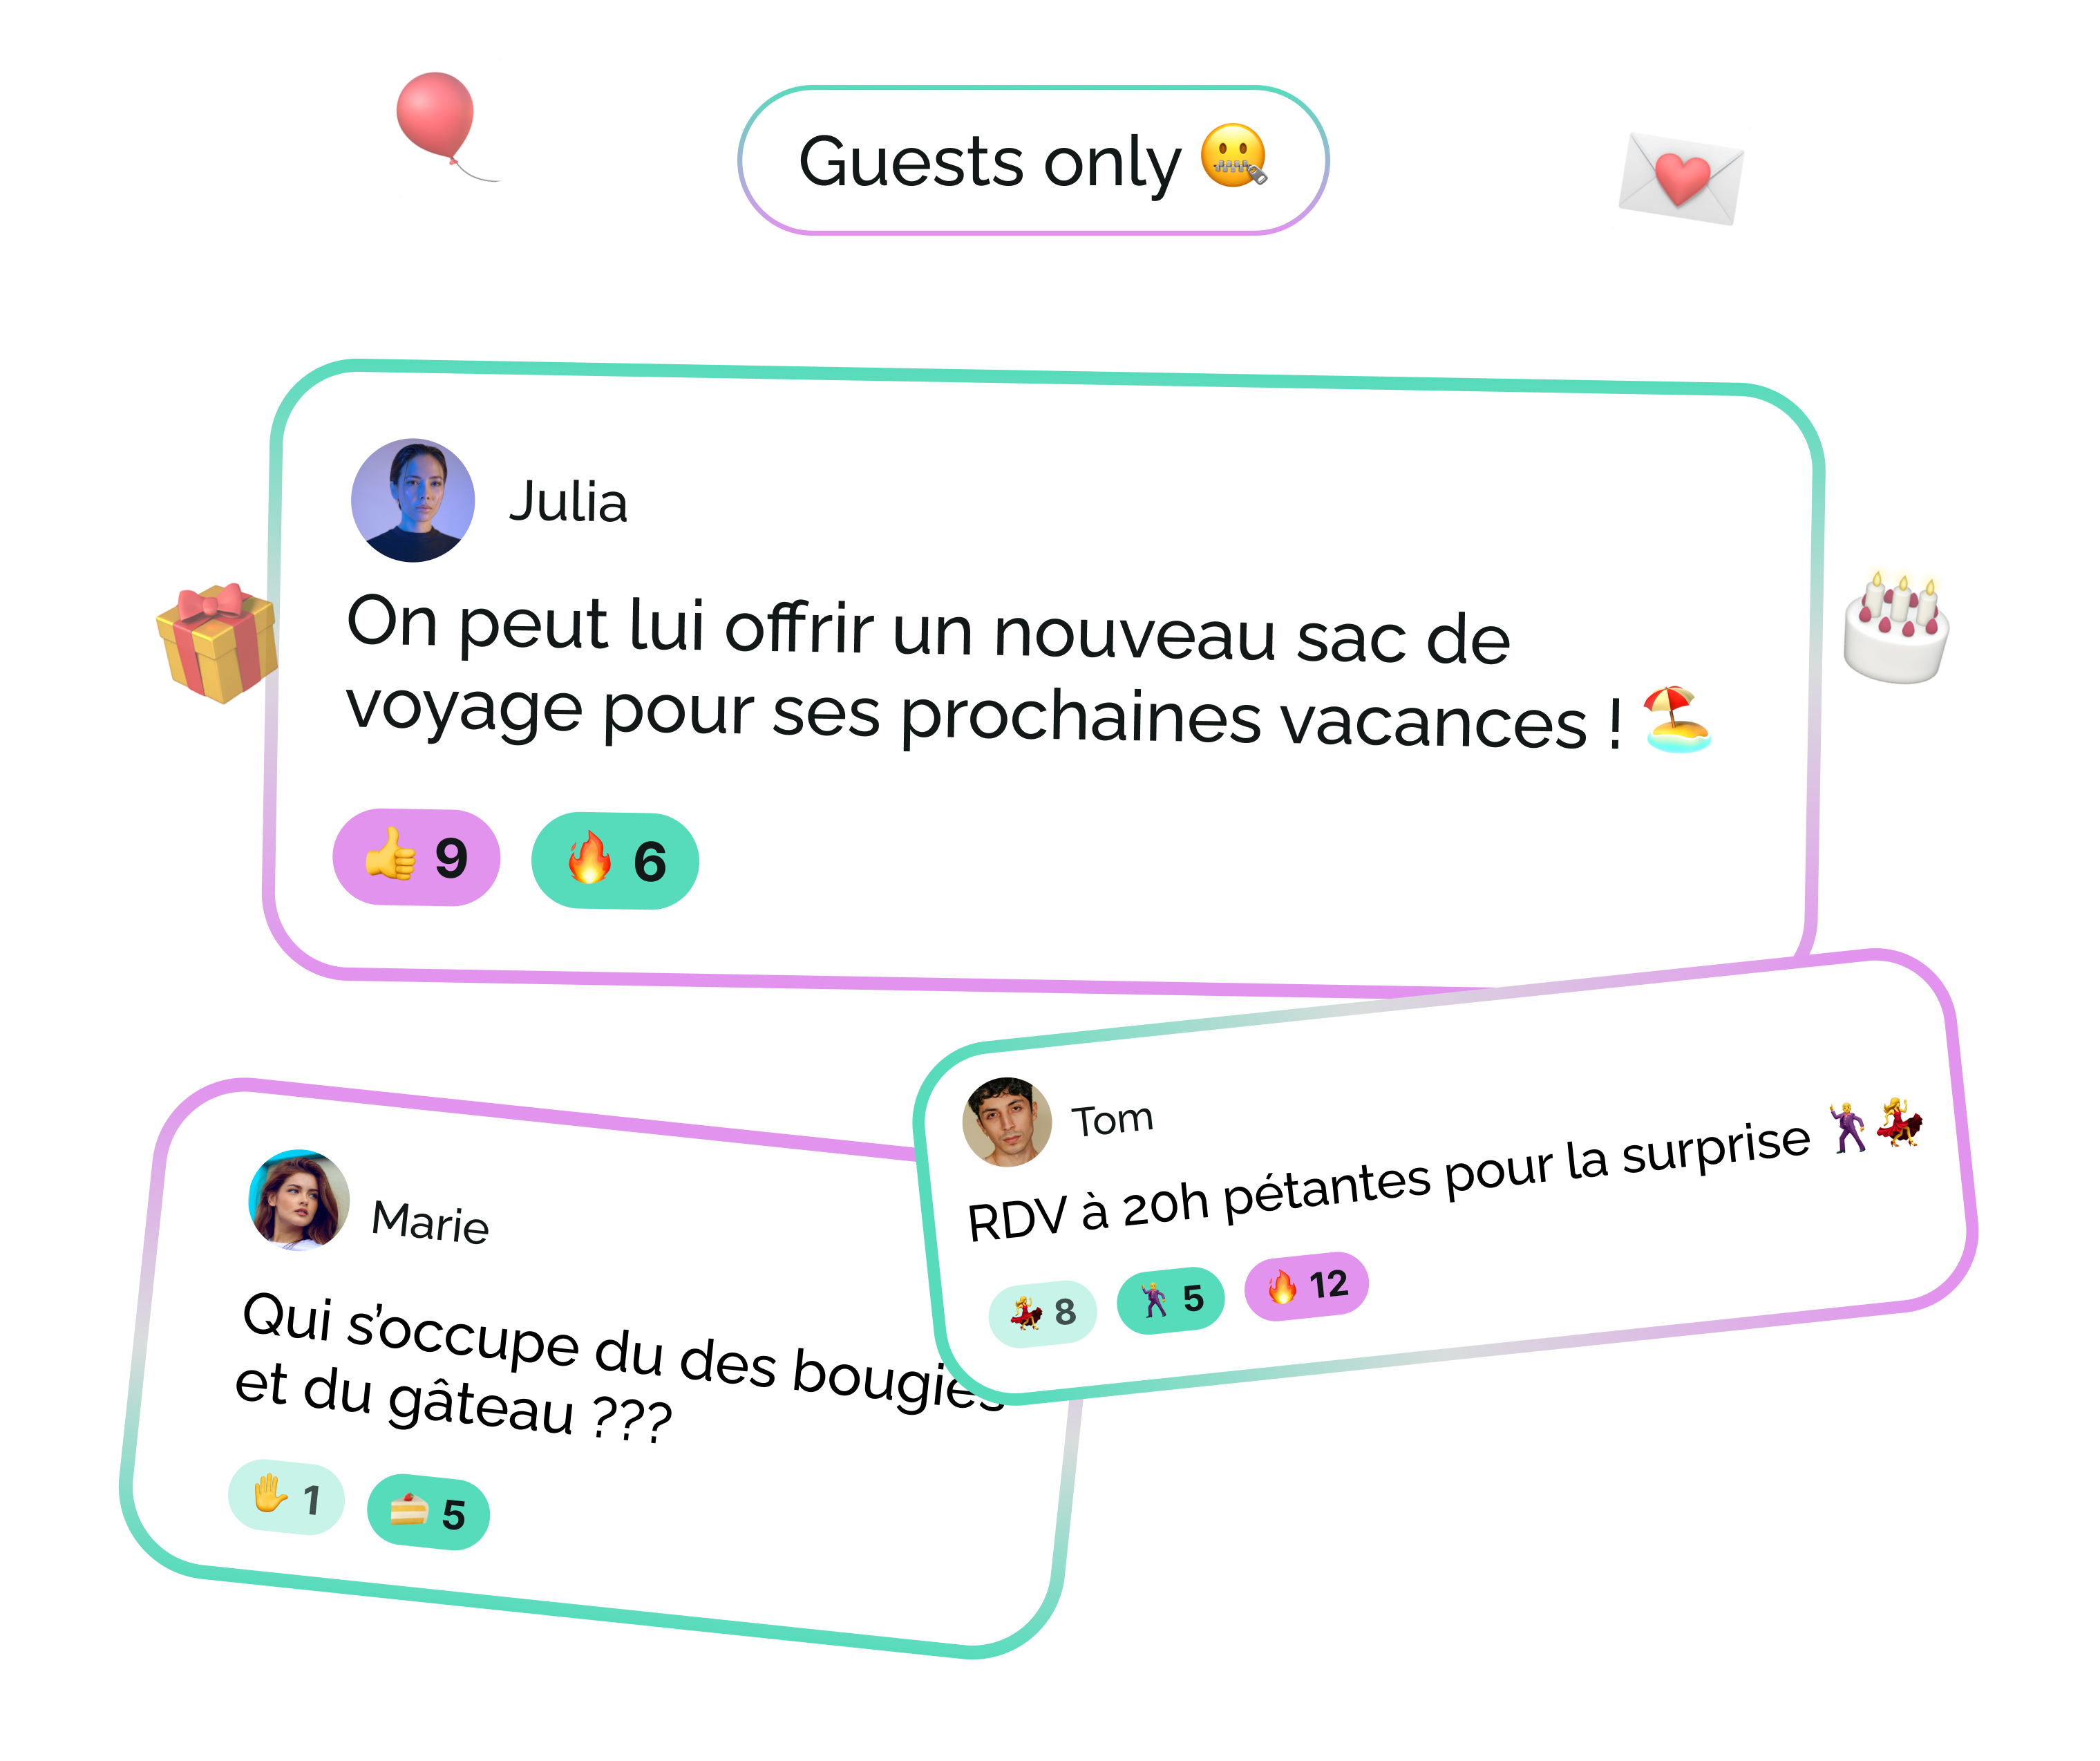 Guests only 🤐
Julia
On peut lui offrir un nouveau sac de
voyage pour ses prochaines vacances ! 🏖️
👍 9
🔥 6
Tom
RDV à 20h pétantes pour la surprise 🕺💃
💃 8
🕺 5
🔥 12
Marie
Qui s’occupe du des bougies
et du gâteau ???
✋ 1
🍰 5